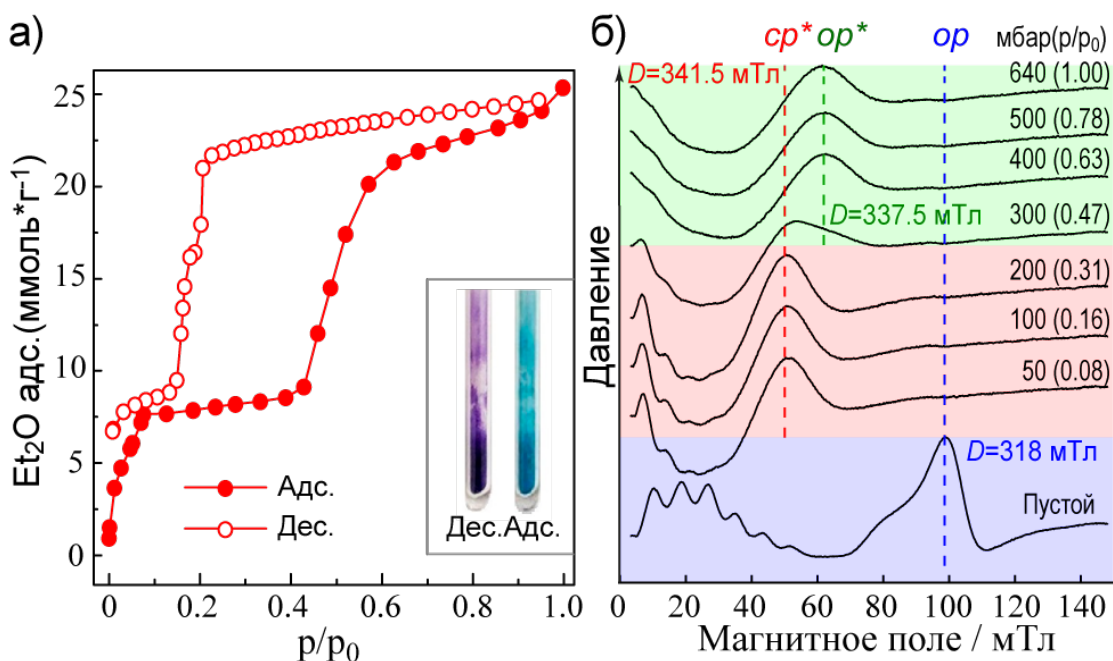 а)
Et₂O адс.(ммоль*г⁻¹)
25
20
15
10
5
0
0
0.2
0.4
0.6
0.8
1.0
p/p₀
Адс.
Дес.
Дес. Адс.
б)
cp* op* op мбар(p/p₀)
D=341.5 мТл
640 (1.00)
500 (0.78)
400 (0.63)
300 (0.47)
D=337.5 мТл
200 (0.31)
100 (0.16)
50 (0.08)
D=318 мТл
Пустой
Давление
0 20 40 60 80 100 120 140
Магнитное поле / мТл